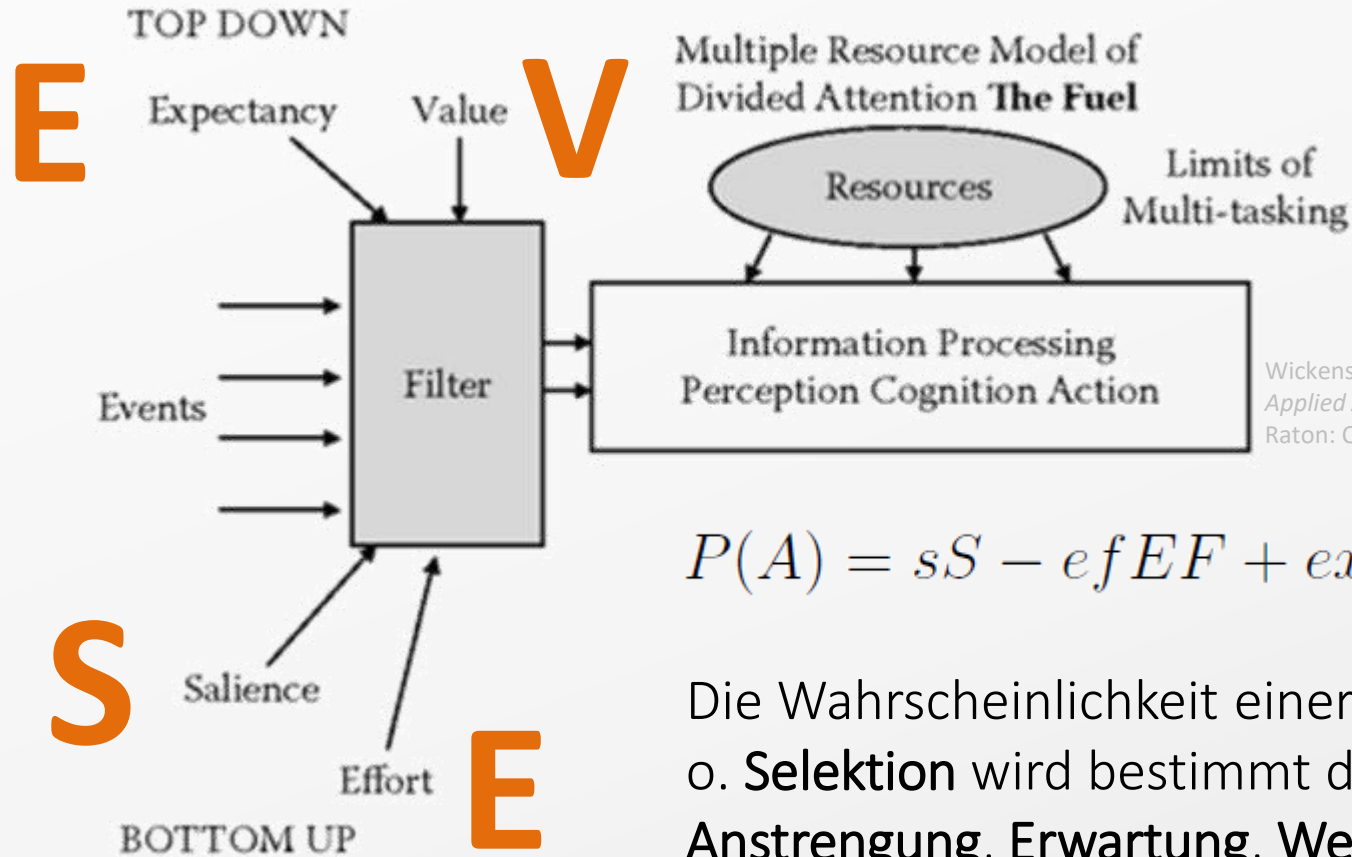 TOP DOWN
E
Expectancy
Value
V
Multiple Resource Model of
Divided Attention The Fuel
Resources
Limits of
Multi-tasking
Events
Filter
Information Processing
Perception Cognition Action
Wickens
Applied
Raton:
P(A) = sS − efEF +
S
Salience
Effort
E
BOTTOM UP
Die Wahrscheinlichkeit einer
o. Selektion wird bestimmt
Anstrengung, Erwartung,